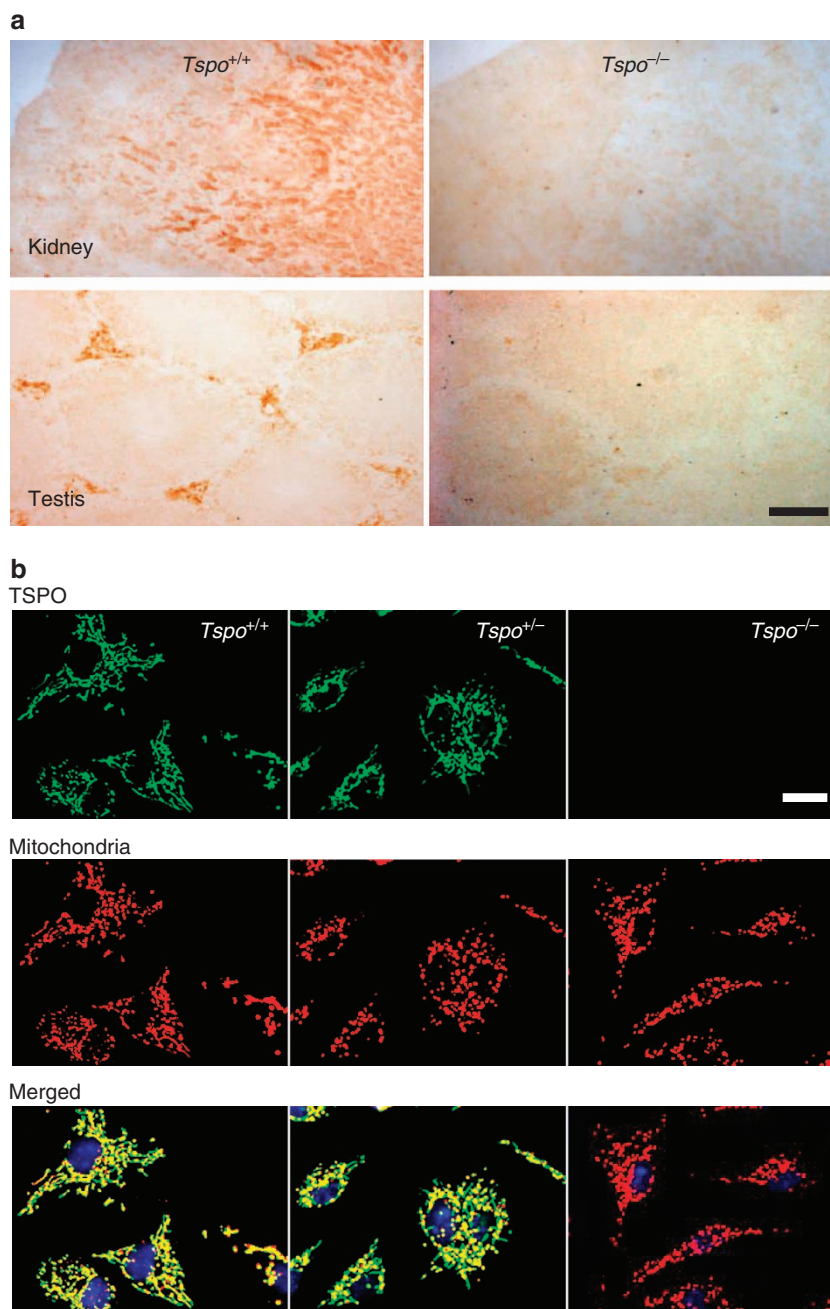 a
Tspo+/+ Tspo−/−
Kidney
Testis
b
TSPO
Tspo+/+ Tspo+/− Tspo−/−
Mitochondria
Merged